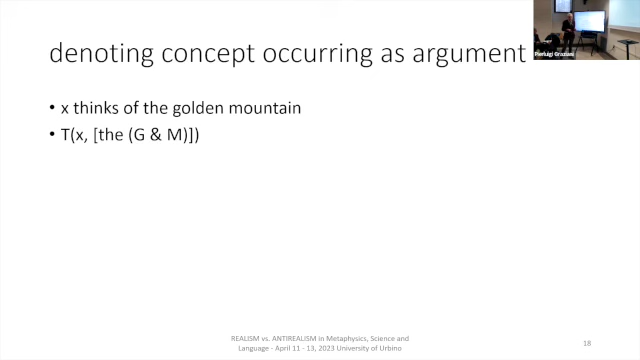 denoting concept occurring as argument
Pierluigi Graziani
• x thinks of the golden mountain
• T(x, [the (G & M)])
REALISM vs. ANTIREALISM in Metaphysics, Science and
Language - April 11 - 13, 2023 University of Urbino
18